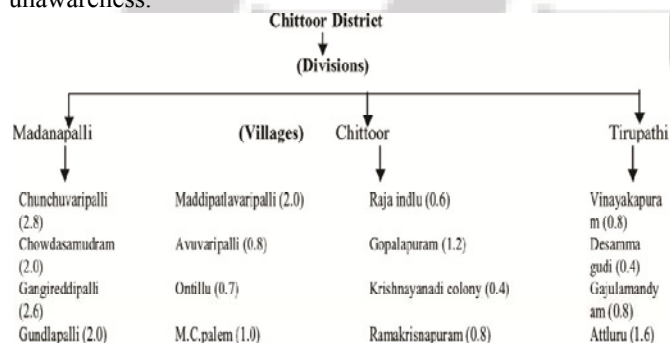 unawareness.
Chittoor District
(Divisions)
Madanapalli (Villages) Chittoor Tirupathi
Chunchuvaripalli Maddipatlavaripalli (2.0) Raja indlu (0.6) Vinayakapura
(2.8) m (0.8)
Chowdasamudram Avuvaripalli (0.8) Gopalapuram (1.2) Desamma
(2.0) gudi (0.4)
Gangireddipalli Ontillu (0.7) Krishnayanadi colony (0.4) Gajulamandy
(2.6) am (0.8)
Gundlapalli (2.0) M.C.palem (1.0) Ramakrisnapuram (0.8) Attluru (1.6)